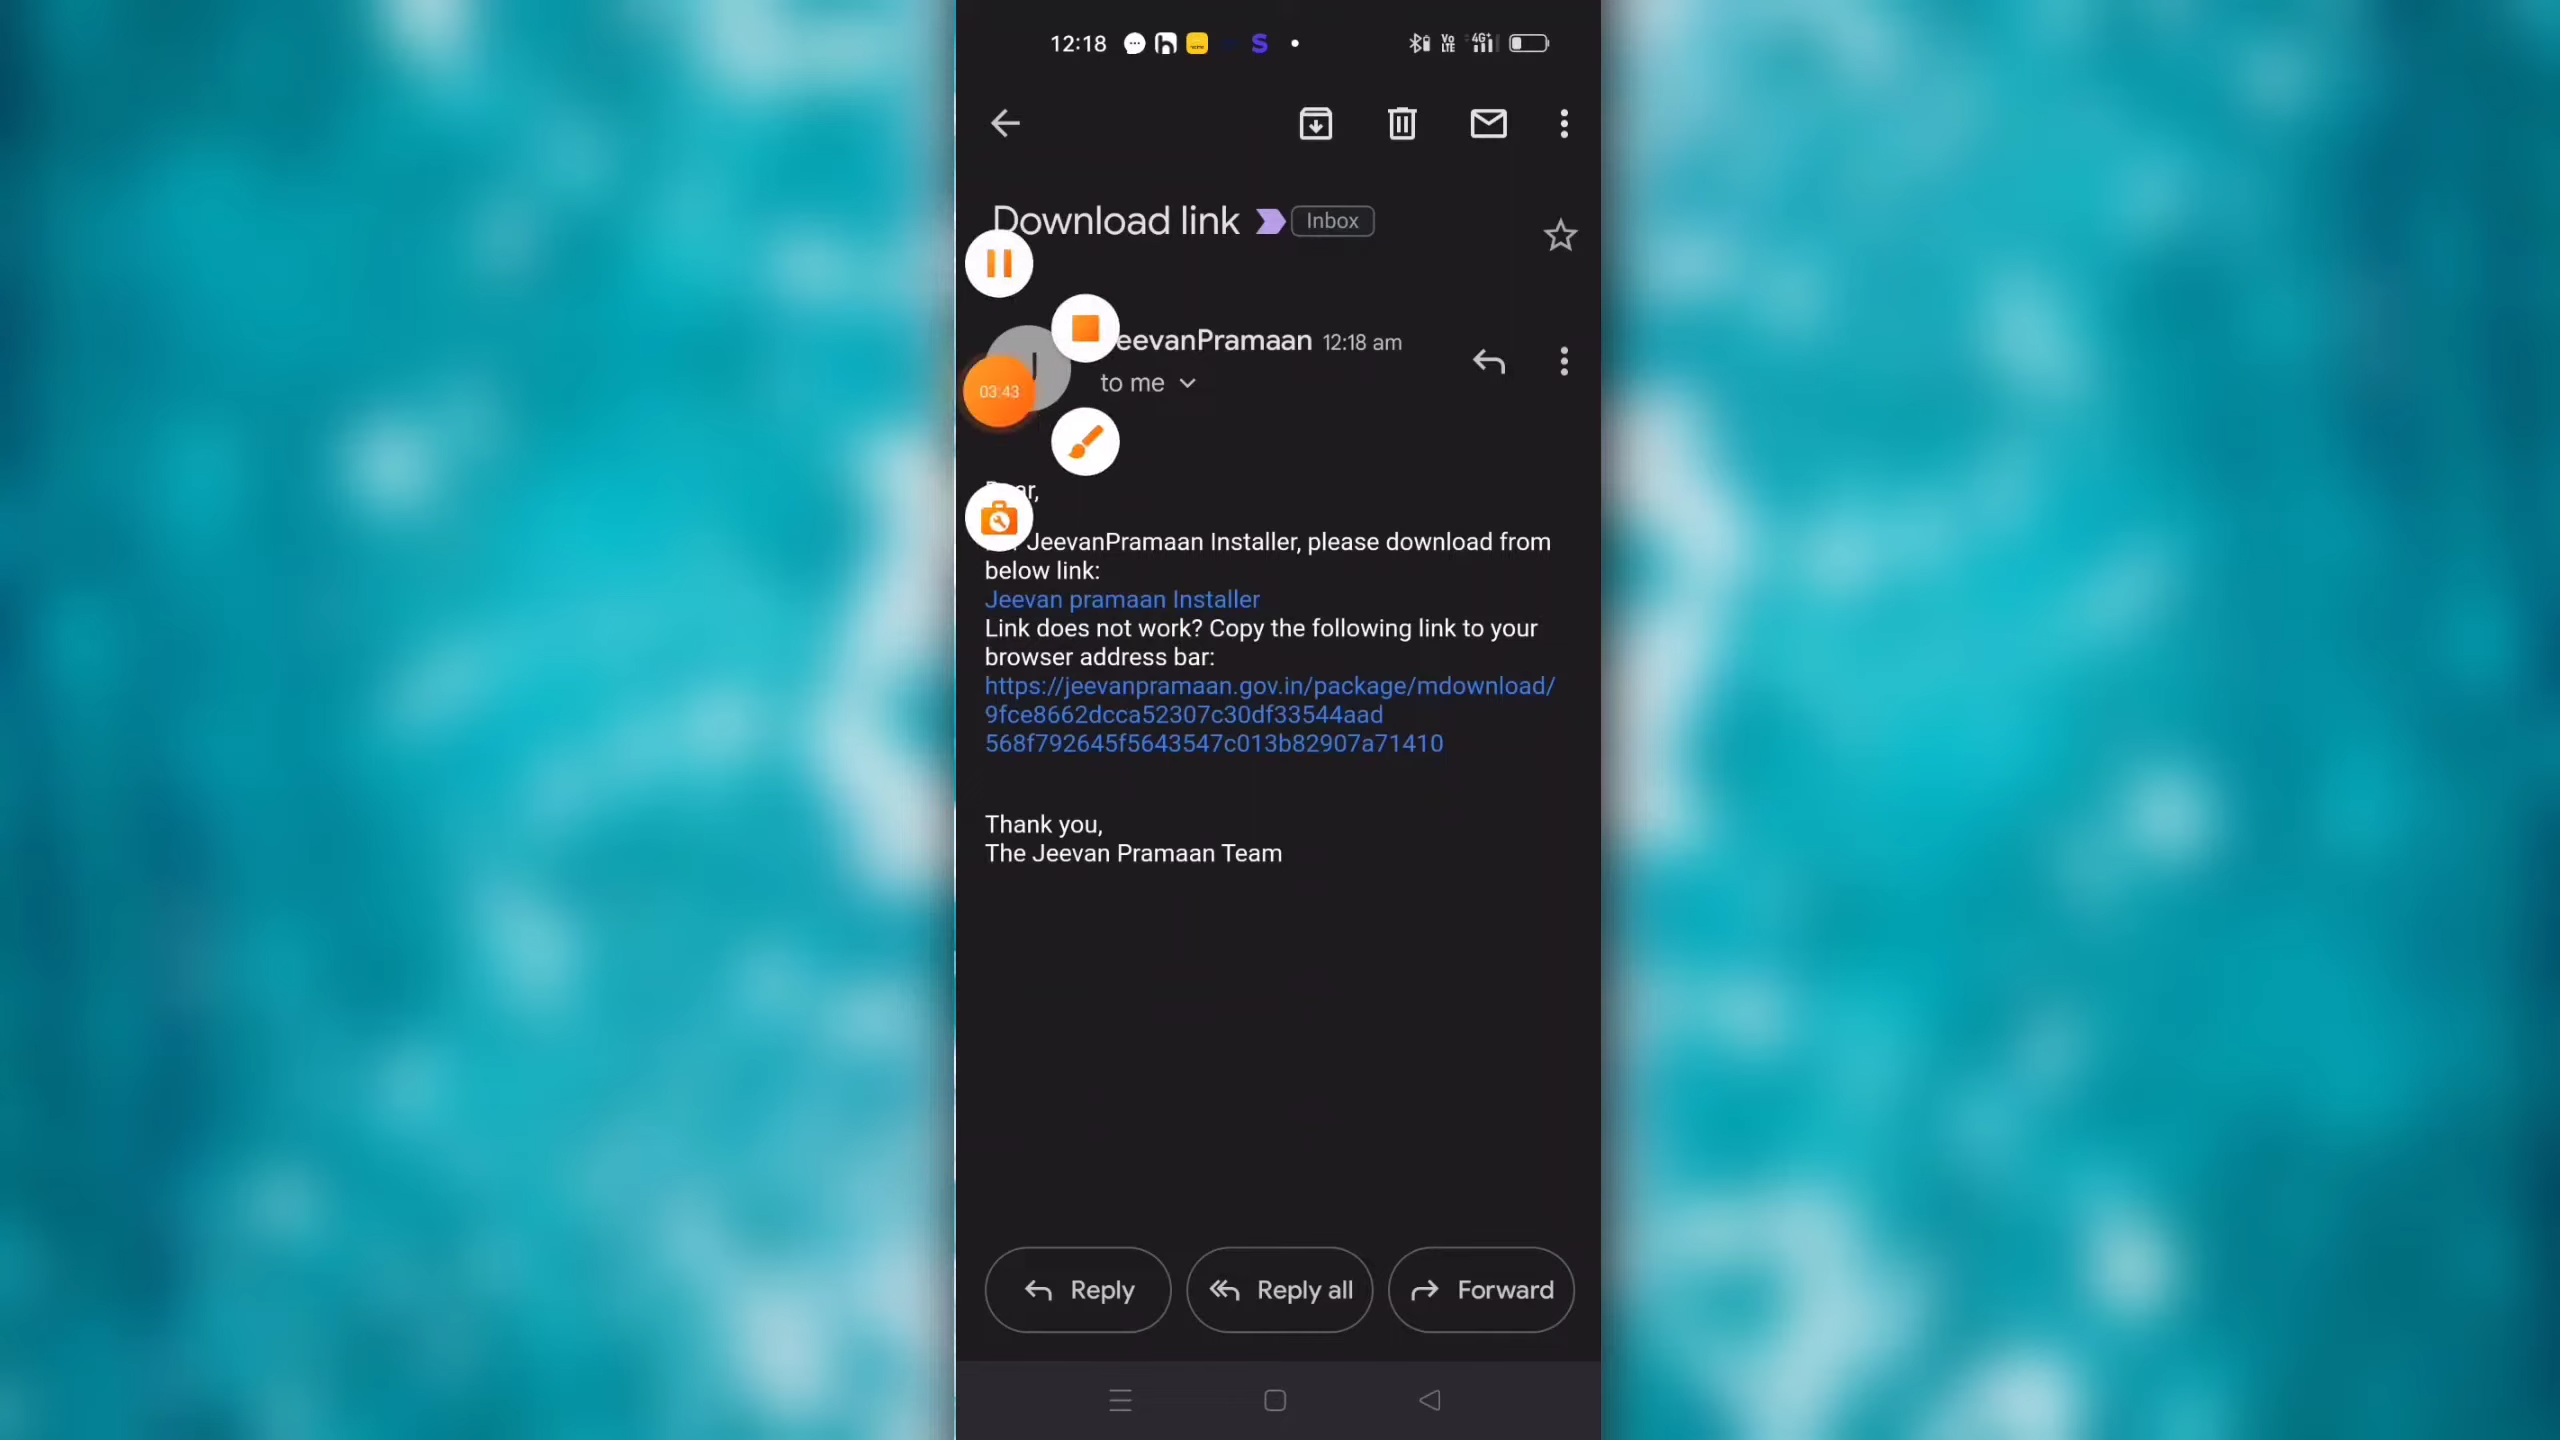 12:18
Download link Inbox
eevanPramaan 12:18 am
03:43
to me
JeevanPramaan Installer, please download from
below link:
Jeevan pramaan Installer
Link does not work? Copy the following link to your
browser address bar:
https://jeevanpramaan.gov.in/package/mdownload/
9fce8662dcca52307c30df33544aad
568f792645f5643547c013b82907a71410
Thank you,
The Jeevan Pramaan Team
Reply Reply all Forward